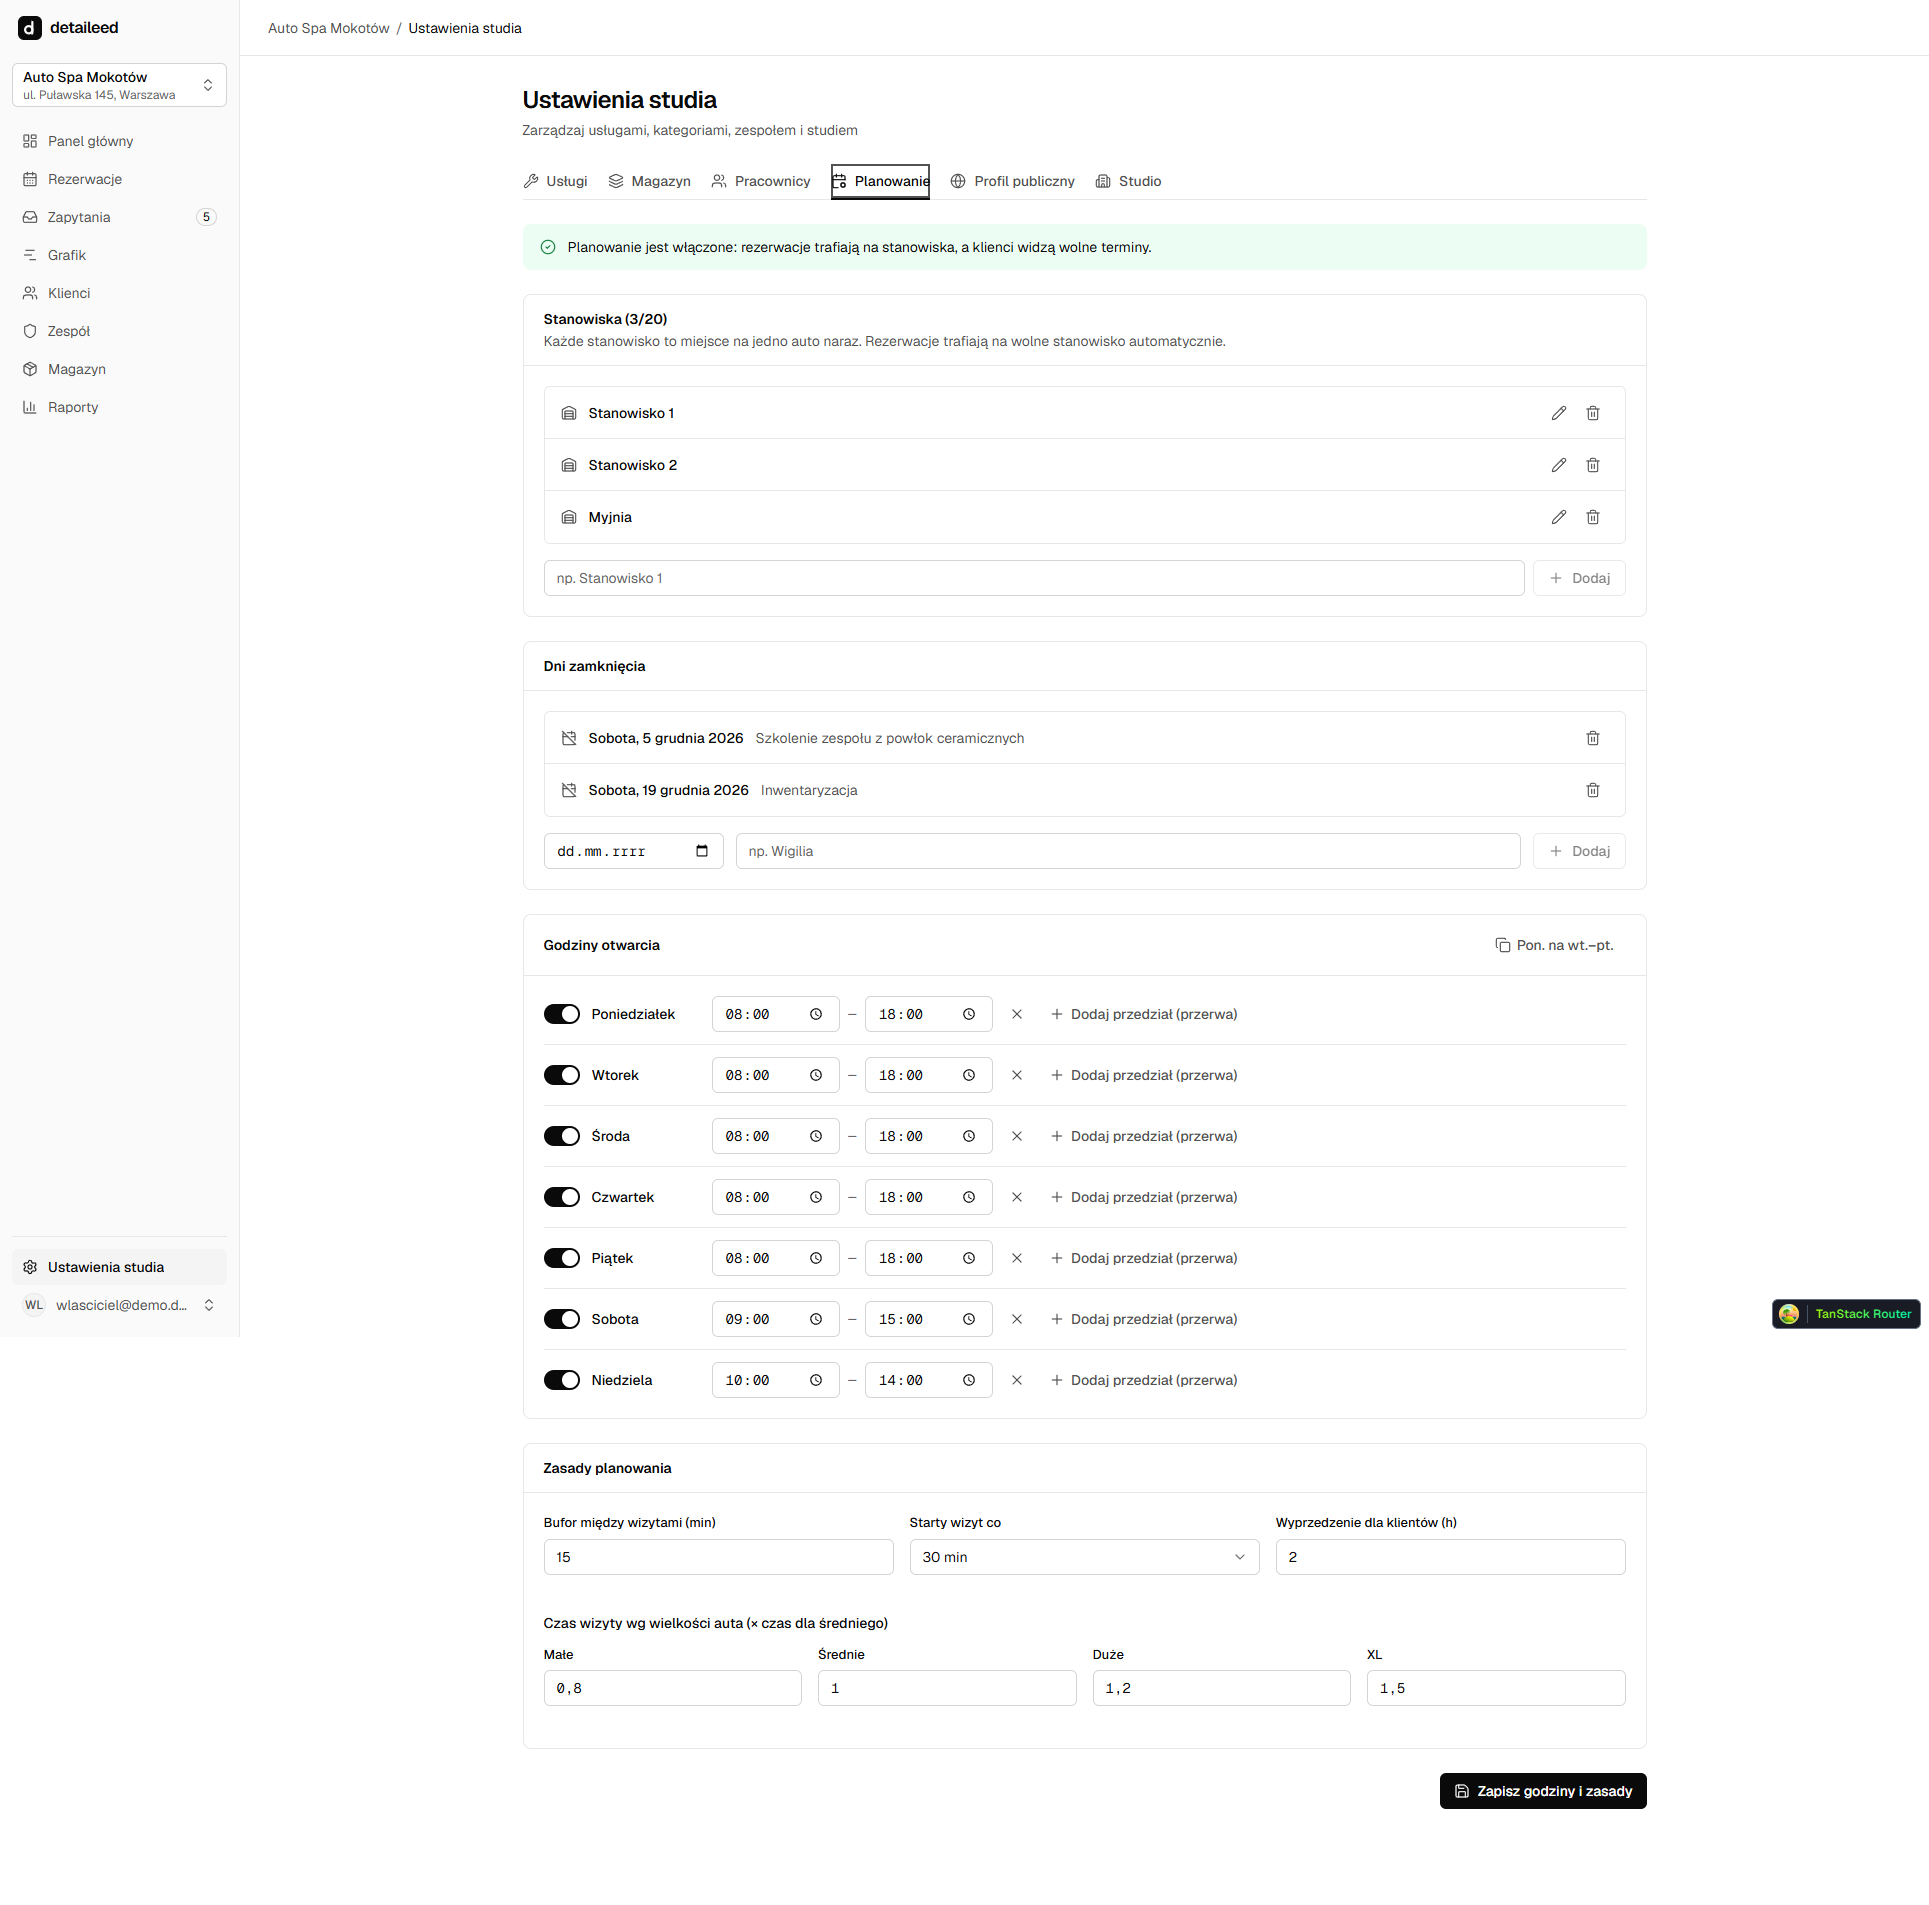 detaileed
Auto Spa Mokotów
ul. Puławska 145, Warszawa
Panel główny
Rezerwacje
Zapytania 5
Grafik
Klienci
Zespół
Magazyn
Raporty
Ustawienia studia
WL wlasciciel@demo.d...
Auto Spa Mokotów / Ustawienia studia
Ustawienia studia
Zarządzaj usługami, kategoriami, zespołem i studiem
Usługi Magazyn Pracownicy Planowanie Profil publiczny Studio
Planowanie jest włączone: rezerwacje trafiają na stanowiska, a klienci widzą wolne terminy.
Stanowiska (3/20)
Każde stanowisko to miejsce na jedno auto naraz. Rezerwacje trafiają na wolne stanowisko automatycznie.
Stanowisko 1
Stanowisko 2
Myjnia
np. Stanowisko 1 Dodaj
Dni zamknięcia
Sobota, 5 grudnia 2026 Szkolenie zespołu z powłok ceramicznych
Sobota, 19 grudnia 2026 Inwentaryzacja
dd.mm.rrrr np. Wigilia Dodaj
Godziny otwarcia Pon. na wt.–pt.
Poniedziałek 08:00 – 18:00 Dodaj przedział (przerwa)
Wtorek 08:00 – 18:00 Dodaj przedział (przerwa)
Środa 08:00 – 18:00 Dodaj przedział (przerwa)
Czwartek 08:00 – 18:00 Dodaj przedział (przerwa)
Piątek 08:00 – 18:00 Dodaj przedział (przerwa)
Sobota 09:00 – 15:00 Dodaj przedział (przerwa)
Niedziela 10:00 – 14:00 Dodaj przedział (przerwa)
Zasady planowania
Bufor między wizytami (min) Starty wizyt co Wyprzedzenie dla klientów (h)
15 30 min 2
Czas wizyty wg wielkości auta (× czas dla średniego)
Małe Średnie Duże XL
0,8 1 1,2 1,5
Zapisz godziny i zasady
TanStack Router